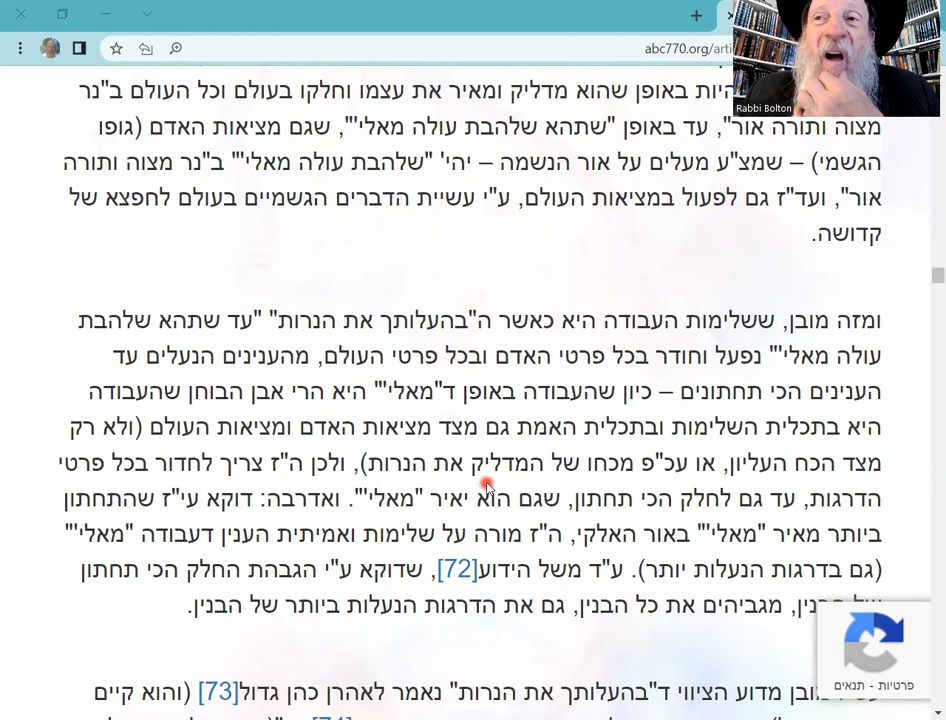 abc770.org/arti
Rabbi Bolton
היות באופן שהוא מדליק ומאיר את עצמו וחלקו בעולם וכל העולם ב"נר
מצוה ותורה אור", עד באופן "שתהא שלהבת עולה מאלי'", שגם מציאות האדם (גופו
הגשמי) – שמצ"ע מעלים על אור הנשמה – יהי' "שלהבת עולה מאלי'" ב"נר מצוה ותורה
אור", ועד"ז גם לפעול במציאות העולם, ע"י עשיית הדברים הגשמיים בעולם לחפצא של
קדושה.
ומזה מובן, ששלימות העבודה היא כאשר ה"בהעלותך את הנרות" "עד שתהא שלהבת
עולה מאלי'" נפעל וחודר בכל פרטי האדם ובכל פרטי העולם, מהענינים הנעלים עד
הענינים הכי תחתונים – כיון שהעבודה באופן ד"מאלי'" היא הרי אבן הבוחן שהעבודה
היא בתכלית השלימות ובתכלית האמת גם מצד מציאות האדם ומציאות העולם (ולא רק
מצד הכח העליון, או עכ"פ מכחו של המדליק את הנרות), ולכן ה"ז צריך לחדור בכל פרטי
הדרגות, עד גם לחלק הכי תחתון, שגם הוא יאיר "מאלי'". ואדרבה: דוקא עי"ז שהתחתון
ביותר מאיר "מאלי'" באור האלקי, ה"ז מורה על שלימות ואמיתית הענין דעבודה "מאלי'"
(גם בדרגות הנעלות יותר). ע"ד משל הידוע[72], שדוקא ע"י הגבהת החלק הכי תחתון
מגביהים את כל הבנין, גם את הדרגות הנעלות ביותר של הבנין.
פרטיות - תנאים
מובן מדוע הציווי ד"בהעלותך את הנרות" נאמר לאהרן כהן גדול[73] (והוא קיים